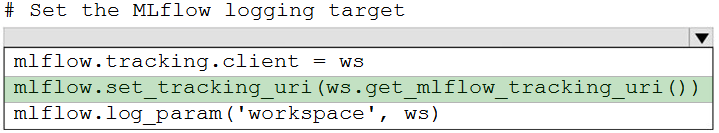 # Set the MLflow logging target
mlflow.tracking.client = ws
mlflow.set_tracking_uri(ws.get_mlflow_tracking_uri())
mlflow.log_param('workspace', ws)